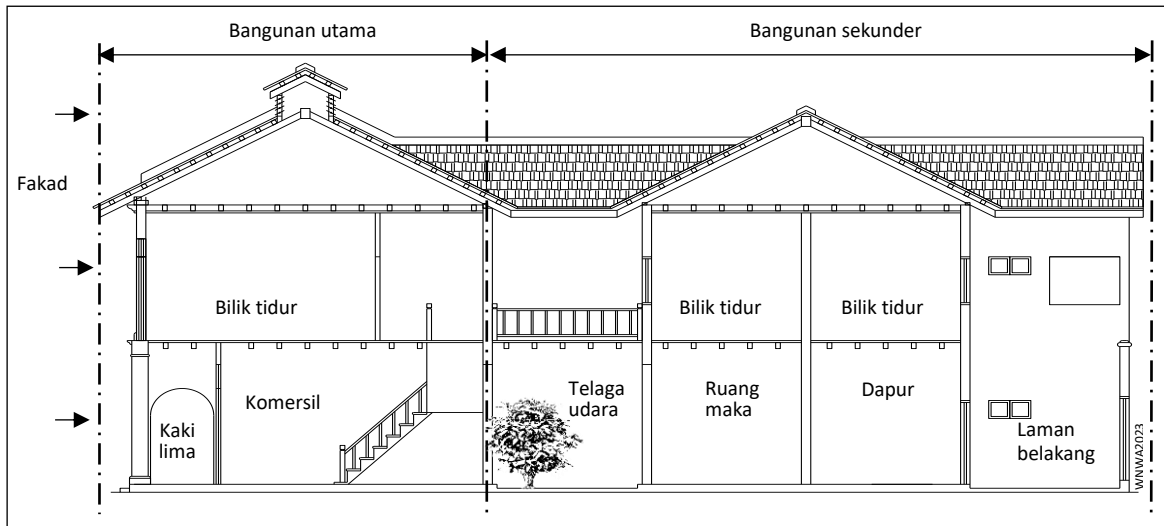 Bangunan utama
Bangunan sekunder
Fakad
Bilik tidur
Bilik tidur
Bilik tidur
Komersil
Kaki
lima
Telaga
udara
Ruang
maka
Dapur
Laman
belakang
WNWA2023